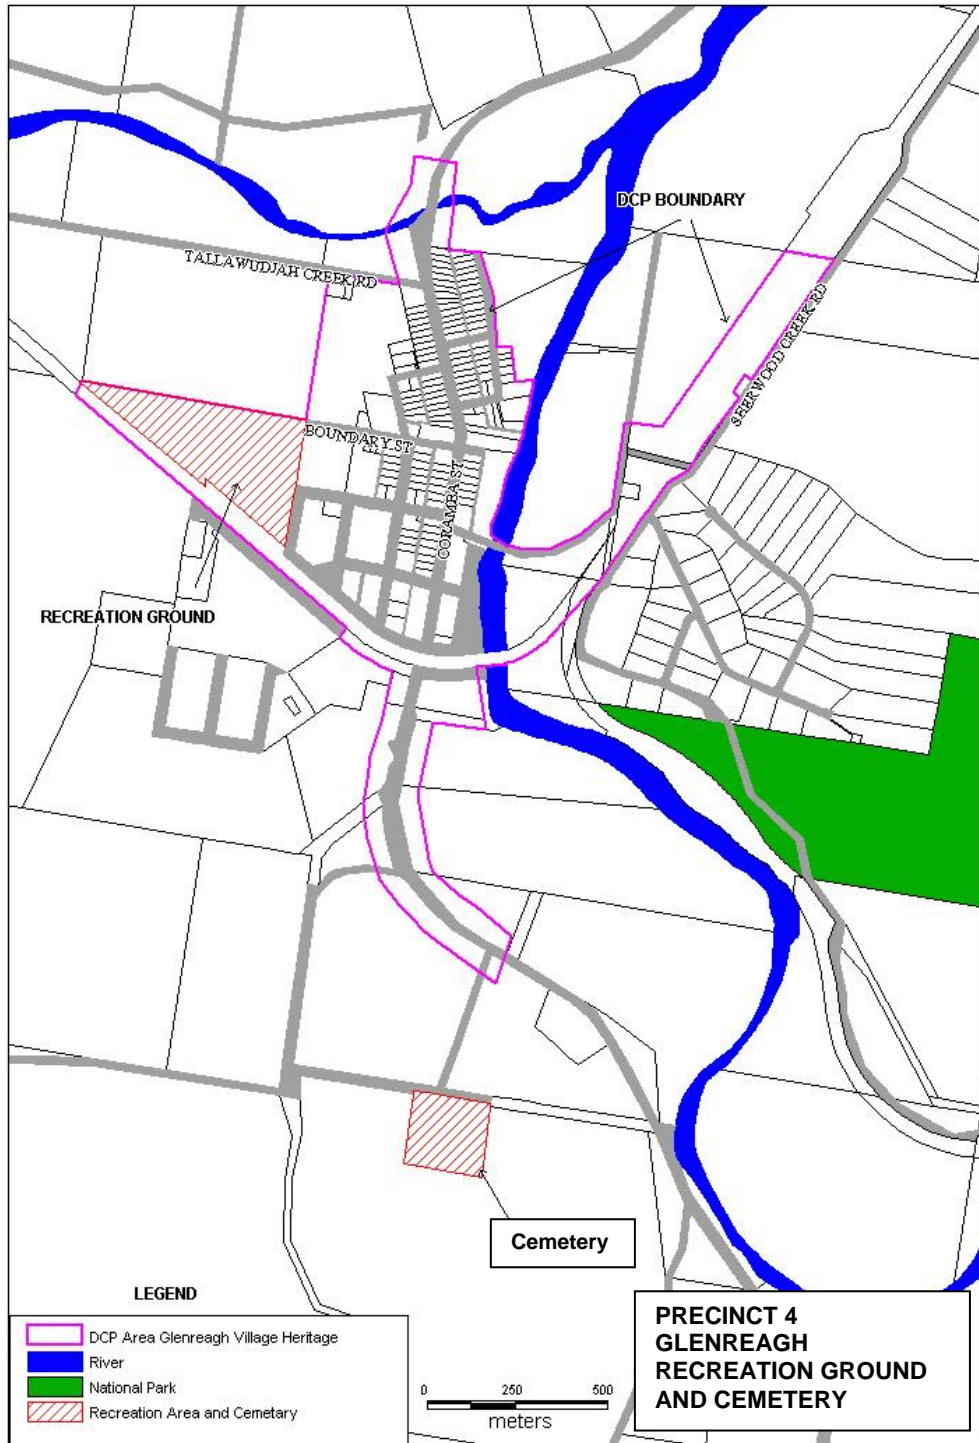 DCP BOUNDARY
TALLAWUDJAH CREEK RD
SHERWOOD CREEK RD
BOUNDARY ST
CORAMBA ST
RECREATION GROUND
Cemetery
LEGEND
DCP Area Glenreagh Village Heritage
River
National Park
Recreation Area and Cemetary
0 250 500
meters
PRECINCT 4
GLENREAGH
RECREATION GROUND
AND CEMETERY